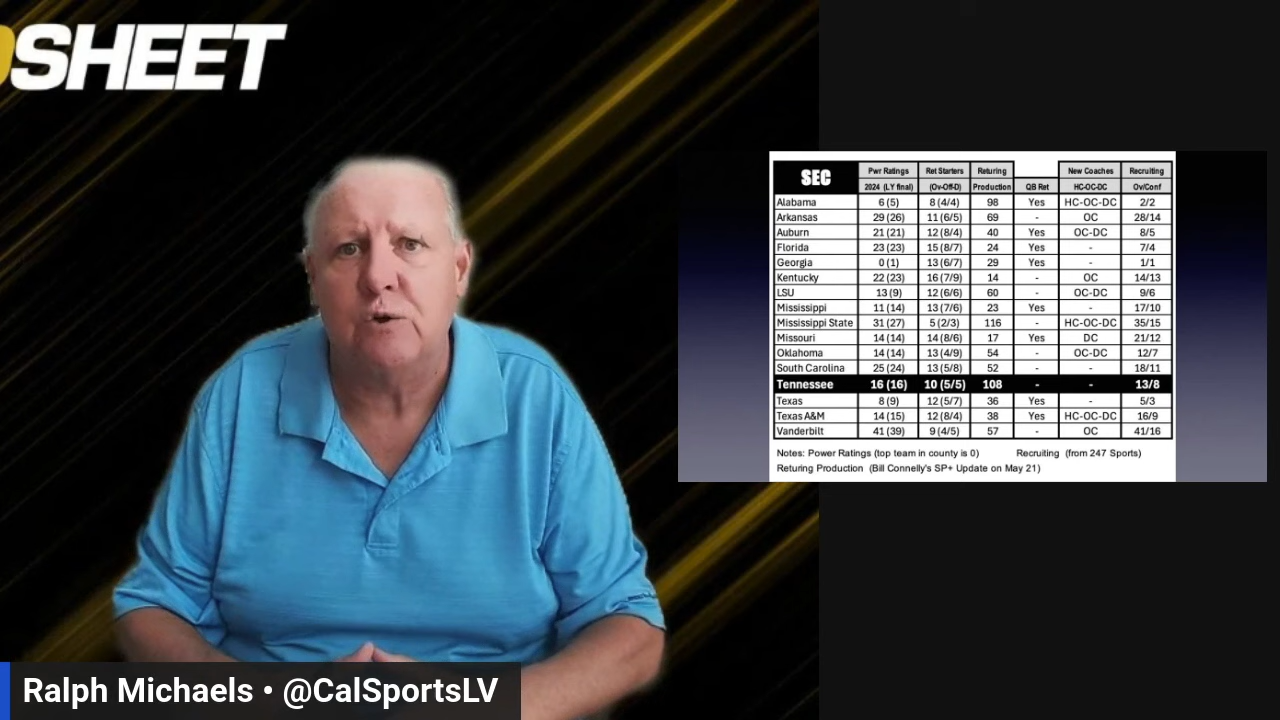 SHEET
SEC Pwr Ratings Ret Starters Returing New Coaches Recruiting
2024 (LY final) (Ov-Off-D) Production QB Ret HC-OC-DC Ov/Conf
Alabama 6 (5) 8 (4/4) 98 Yes HC-OC-DC 2/2
Arkansas 29 (26) 11 (6/5) 69 - OC 28/14
Auburn 21 (21) 12 (8/4) 40 Yes OC-DC 8/5
Florida 23 (23) 15 (8/7) 24 Yes - 7/4
Georgia 0 (1) 13 (6/7) 29 Yes - 1/1
Kentucky 22 (23) 16 (7/9) 14 - OC 14/13
LSU 13 (9) 12 (6/6) 60 - OC-DC 9/6
Mississippi 11 (14) 13 (7/6) 23 Yes - 17/10
Mississippi State 31 (27) 5 (2/3) 116 - HC-OC-DC 35/15
Missouri 14 (14) 14 (8/6) 17 Yes DC 21/12
Oklahoma 14 (14) 13 (4/9) 54 - OC-DC 12/7
South Carolina 25 (24) 13 (5/8) 52 - - 18/11
Tennessee 16 (16) 10 (5/5) 108 - - 13/8
Texas 8 (9) 12 (5/7) 36 Yes - 5/3
Texas A&M 14 (15) 12 (8/4) 38 Yes HC-OC-DC 16/9
Vanderbilt 41 (39) 9 (4/5) 57 - OC 41/16
Notes: Power Ratings (top team in county is 0) Recruiting (from 247 Sports)
Returing Production (Bill Connelly's SP+ Update on May 21)
Ralph Michaels • @CalSportsLV